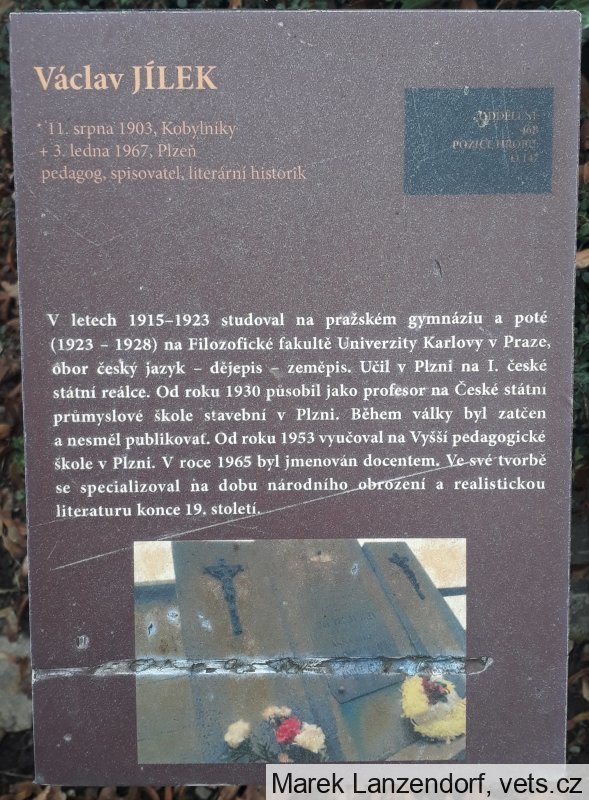 Václav JÍLEK
* 11. srpna 1903, Kobylníky
+ 3. ledna 1967, Plzeň
pedagog, spisovatel, literární historik
ODDĚLENÍ
46B
POZICE HROBU
V letech 1915–1923 studoval na pražském gymnáziu a poté
(1923 – 1928) na Filozofické fakultě Univerzity Karlovy v Praze,
obor český jazyk – dějepis – zeměpis. Učil v Plzni na I. české
státní reálce. Od roku 1930 působil jako profesor na České státní
průmyslové škole stavební v Plzni. Během války byl zatčen
a nesměl publikovat. Od roku 1953 vyučoval na Vyšší pedagogické
škole v Plzni. V roce 1965 byl jmenován docentem. Ve své tvorbě
se specializoval na dobu národního obrození a realistickou
literaturu konce 19. století.
Marek Lanzendorf, vets.cz